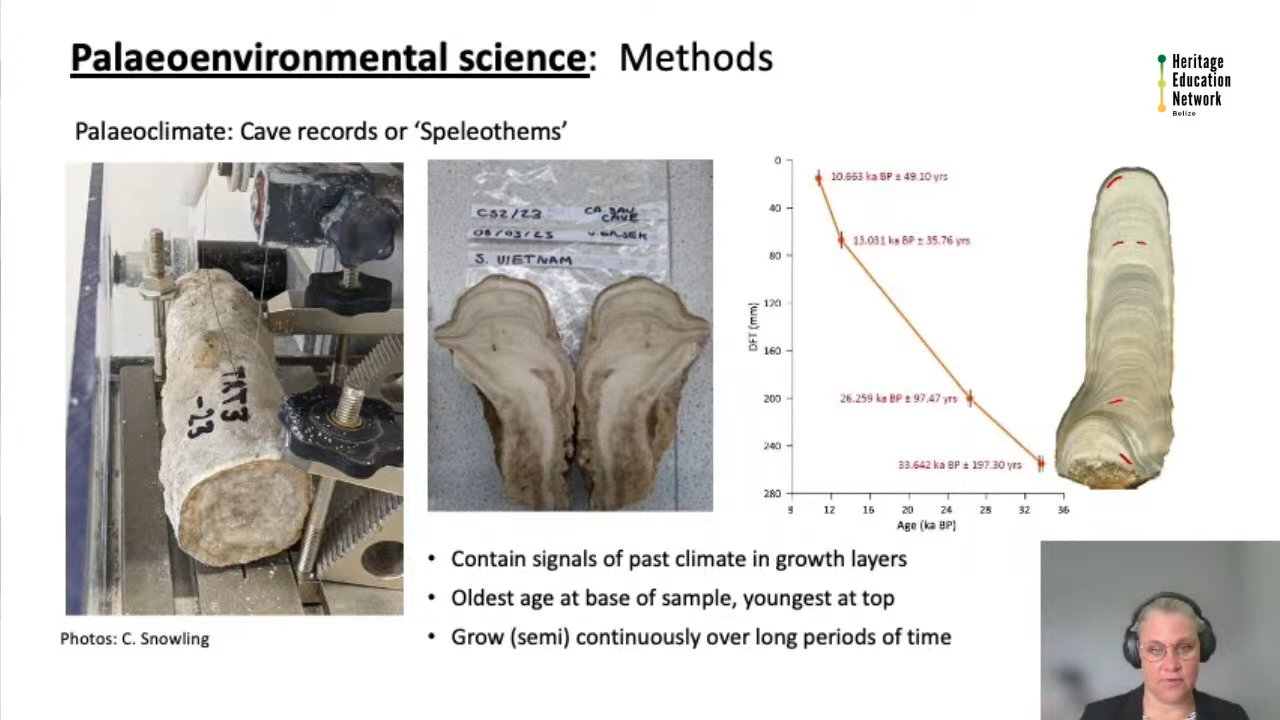 Palaeoenvironmental science: Methods
Heritage
Education
Network
Belize
Palaeoclimate: Cave records or ‘Speleothems’
TXT3
-23
CS2/23
CA SAU
CAVE
08/03/23
S. VIETNAM
0
40
80
120
160
200
240
280
DFT (mm)
10.663 ka BP ± 49.10 yrs
13.031 ka BP ± 35.76 yrs
26.259 ka BP ± 97.47 yrs
33.642 ka BP ± 197.30 yrs
8
12
16
20
24
28
32
36
Age (ka BP)
• Contain signals of past climate in growth layers
• Oldest age at base of sample, youngest at top
• Grow (semi) continuously over long periods of time
Photos: C. Snowling